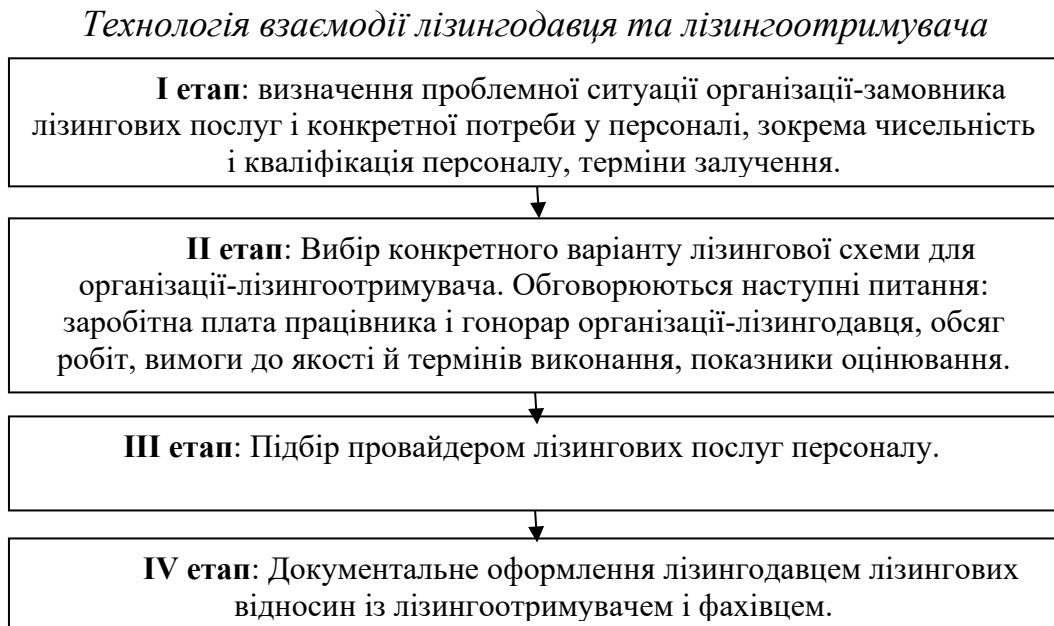 Технологія взаємодії лізингодавця та лізингоотримувача
I етап: визначення проблемної ситуації організації-замовника
лізингових послуг і конкретної потреби у персоналі, зокрема чисельність
і кваліфікація персоналу, терміни залучення.
II етап: Вибір конкретного варіанту лізингової схеми для
організації-лізингоотримувача. Обговорюються наступні питання:
заробітна плата працівника і гонорар організації-лізингодавця, обсяг
робіт, вимоги до якості й термінів виконання, показники оцінювання.
III етап: Підбір провайдером лізингових послуг персоналу.
IV етап: Документальне оформлення лізингодавцем лізингових
відносин із лізингоотримувачем і фахівцем.